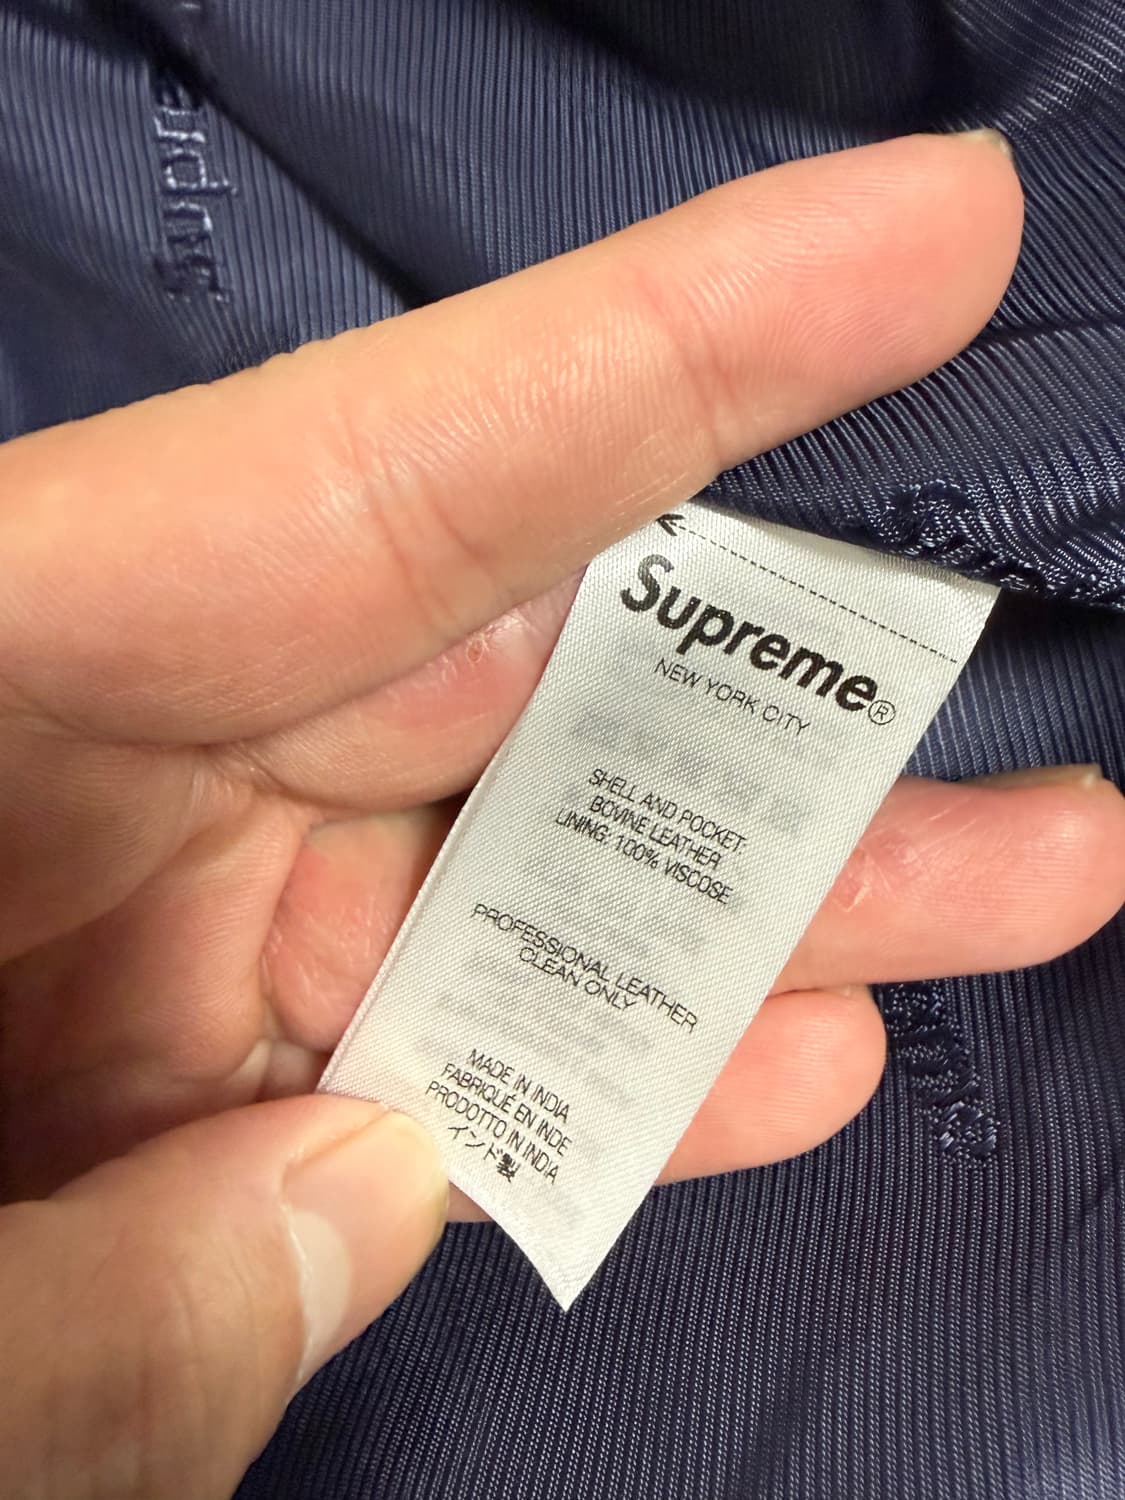 Supreme®
NEW YORK CITY
SHELL AND POCKET:
BOVINE LEATHER
LINING: 100% VISCOSE
PROFESSIONAL LEATHER
CLEAN ONLY
MADE IN INDIA
FABRIQUÉ EN INDE
PRODOTTO IN INDIA
インド製